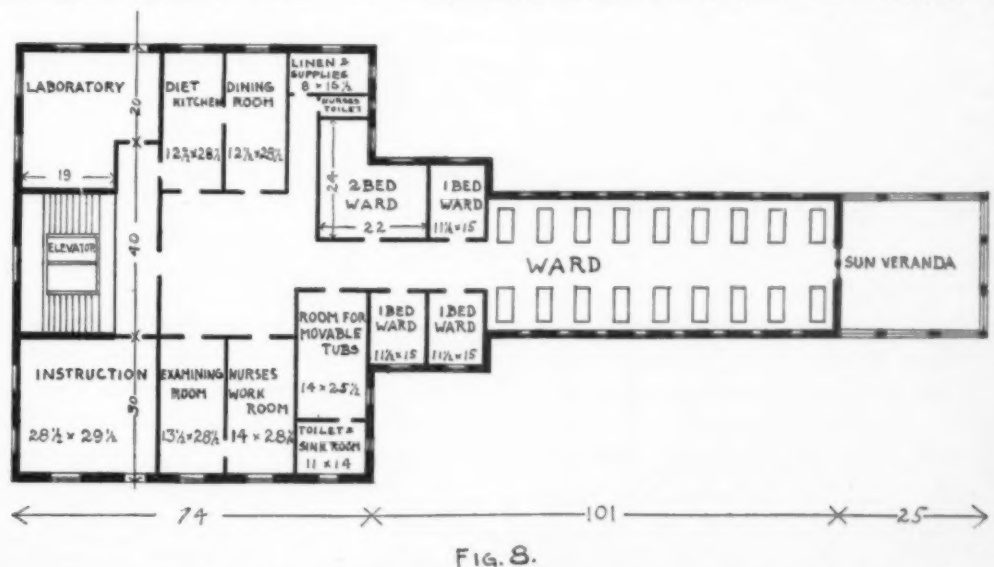 LABORATORY
20
19
DIET
KITCHEN
12½ × 28½
DINING
ROOM
12½ × 28½
LINEN &
SUPPLIES
8 × 16½
NURSES
TOILET
24
2 BED
WARD
22
1 BED
WARD
11½ × 15
ELEVATOR
40
WARD
SUN VERANDA
INSTRUCTION
28½ × 29½
30
EXAMINING
ROOM
13½ × 28½
NURSES
WORK
ROOM
14 × 28½
ROOM FOR
MOVABLE
TUBS
14 × 25½
TOILET &
SINK ROOM
11 × 14
1 BED
WARD
11½ × 15
1 BED
WARD
11½ × 15
74
101
25
FIG. 8.